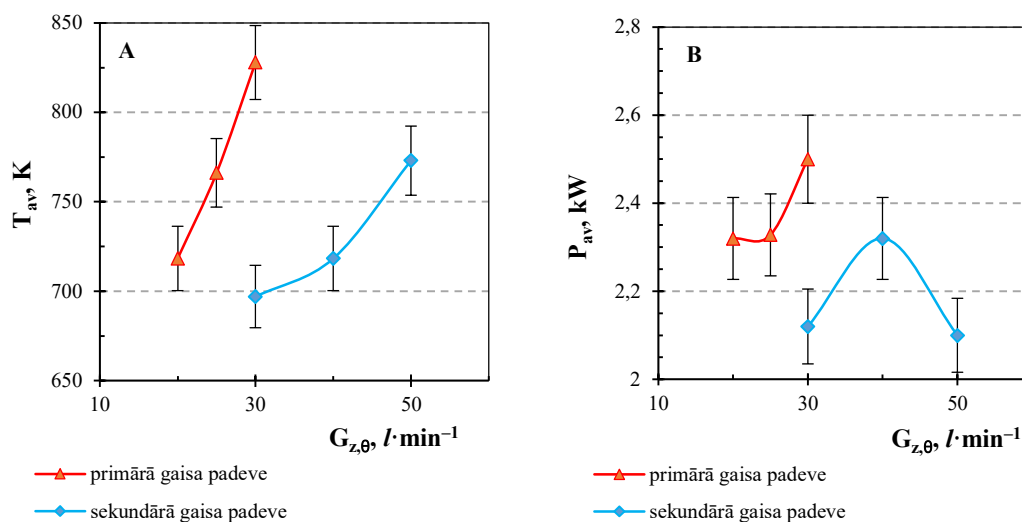 A
T_av, K
850
800
750
700
650
10
30
50
G_z,θ, l·min⁻¹
primārā gaisa padeve
sekundārā gaisa padeve
B
P_av, kW
2,8
2,6
2,4
2,2
2
10
30
50
G_z,θ, l·min⁻¹
primārā gaisa padeve
sekundārā gaisa padeve